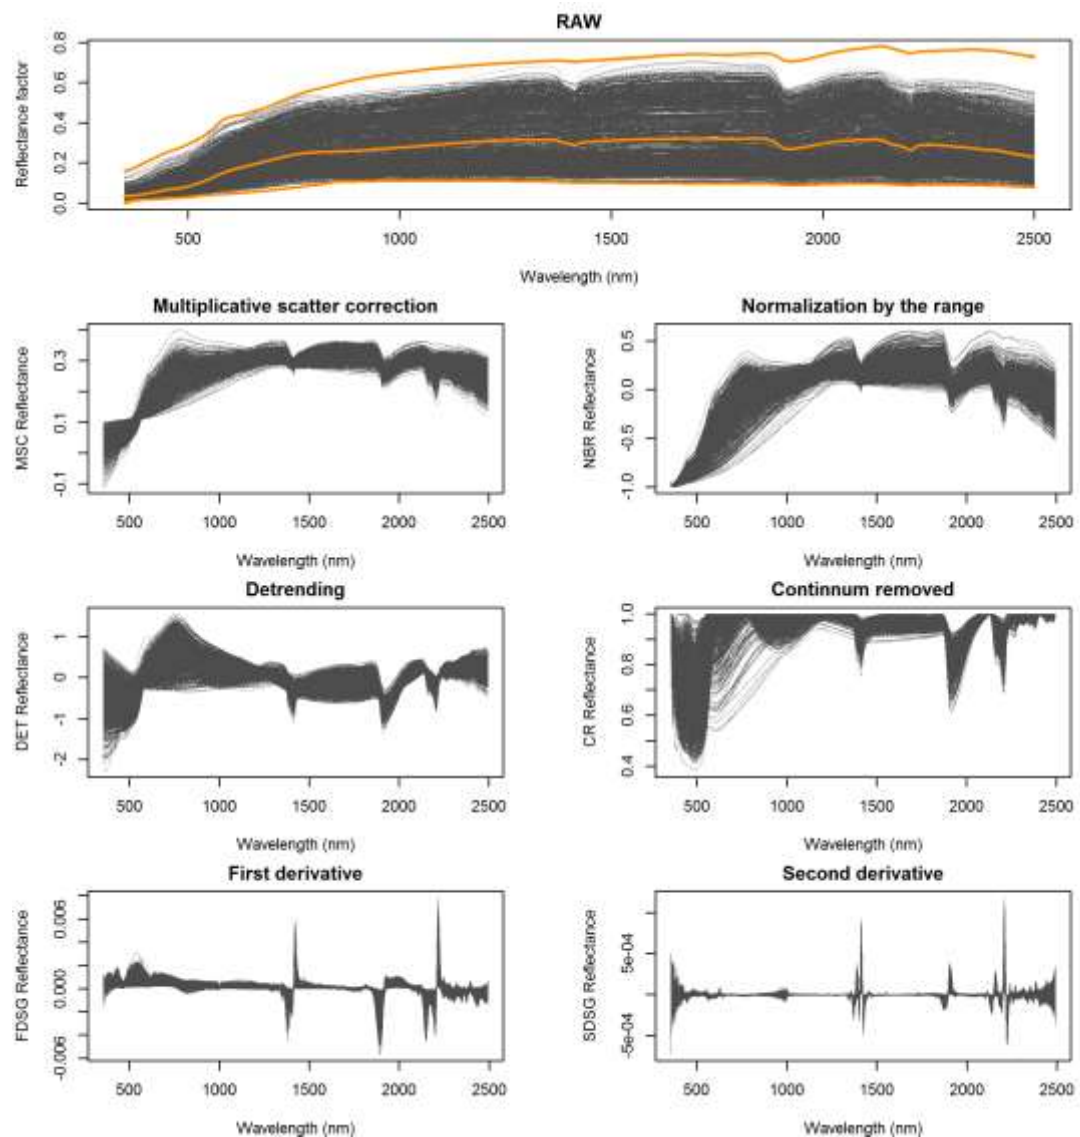 RAW
Reflectance factor
0.0 0.2 0.4 0.6 0.8
500 1000 1500 2000 2500
Wavelength (nm)
Multiplicative scatter correction
MSC Reflectance
-0.1 0.1 0.3
500 1000 1500 2000 2500
Wavelength (nm)
Normalization by the range
NBR Reflectance
-1.0 -0.5 0.0 0.5
500 1000 1500 2000 2500
Wavelength (nm)
Detrending
DET Reflectance
-2 -1 0 1
500 1000 1500 2000 2500
Wavelength (nm)
Continnum removed
CR Reflectance
0.4 0.6 0.8 1.0
500 1000 1500 2000 2500
Wavelength (nm)
First derivative
FDSG Reflectance
-0.006 0.000 0.006
500 1000 1500 2000 2500
Wavelength (nm)
Second derivative
SDSG Reflectance
-5e-04 5e-04
500 1000 1500 2000 2500
Wavelength (nm)